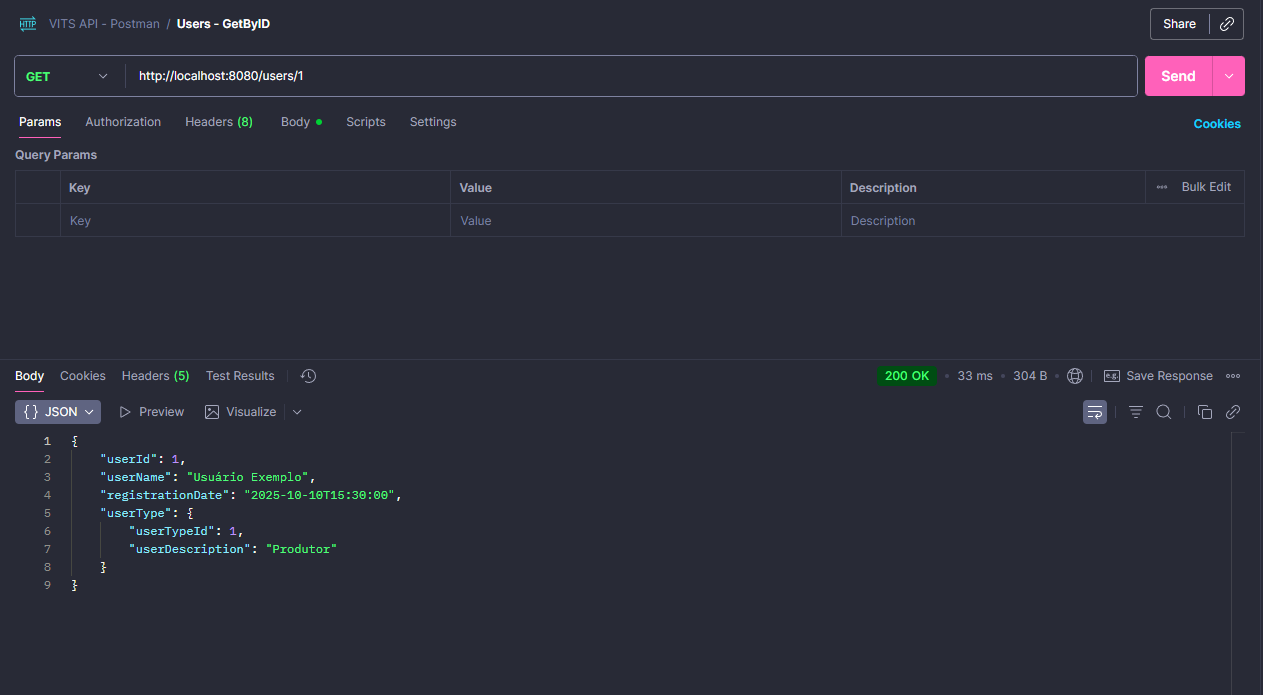 HTTP VITS API - Postman / Users - GetByID Share
GET http://localhost:8080/users/1 Send
Params Authorization Headers (8) Body Scripts Settings Cookies
Query Params
Key Value Description Bulk Edit
Key Value Description
Body Cookies Headers (5) Test Results 200 OK • 33 ms • 304 B • e.g. Save Response
{ } JSON Preview Visualize
1 {
2 "userId": 1,
3 "userName": "Usuário Exemplo",
4 "registrationDate": "2025-10-10T15:30:00",
5 "userType": {
6 "userTypeId": 1,
7 "userDescription": "Produtor"
8 }
9 }